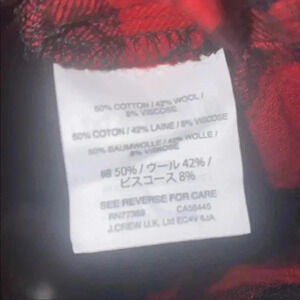 50% COTTON / 42% WOOL /
8% VISCOSE
50% COTON / 42% LAINE / 8% VISCOSE
50% BAUMWOLLE / 42% WOLLE /
8% VISKOSE
綿 50% / ウール 42% /
ビスコース 8%
SEE REVERSE FOR CARE
RN77388 CA56445
J.CREW U.K. Ltd EC4V 6JA